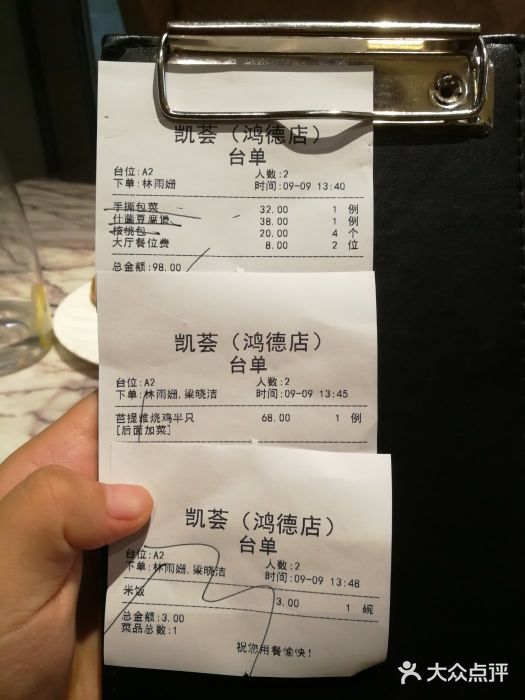 凯荟（鸿德店）
台单
台位:A2 人数:2
下单:林雨姗 时间:09-09 13:40
手撕包菜 32.00 1 例
什菌豆腐煲 38.00 1 例
核桃包 20.00 4 个
大厅餐位费 8.00 2 位
总金额:98.00
凯荟（鸿德店）
台单
台位:A2 人数:2
下单:林雨姗,梁晓洁 时间:09-09 13:45
芭提雅烧鸡半只 68.00 1 例
[后面加菜]
凯荟（鸿德店）
台单
台位:A2 人数:2
下单:林雨姗,梁晓洁 时间:09-09 13:48
米饭 3.00 1 碗
总金额:3.00
菜品总数:1
祝您用餐愉快!
大众点评